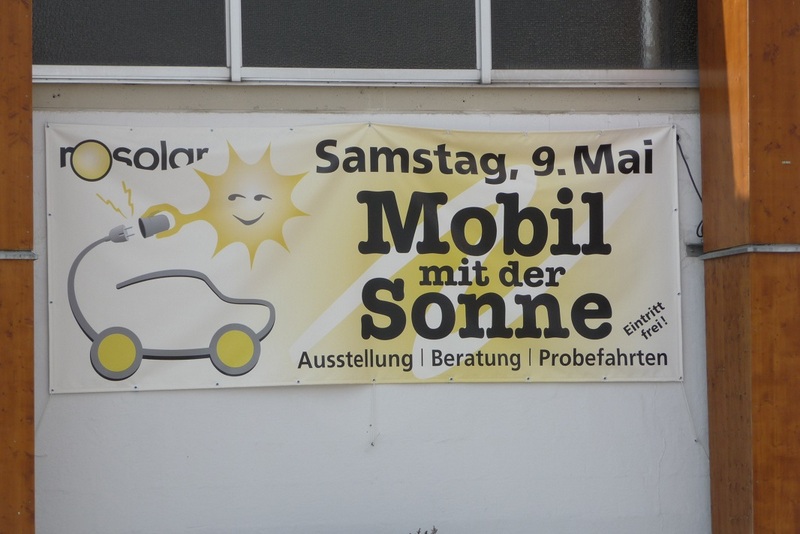 rosolar
Samstag, 9. Mai
Mobil
mit der
Sonne
Eintritt
frei!
Ausstellung | Beratung | Probefahrten